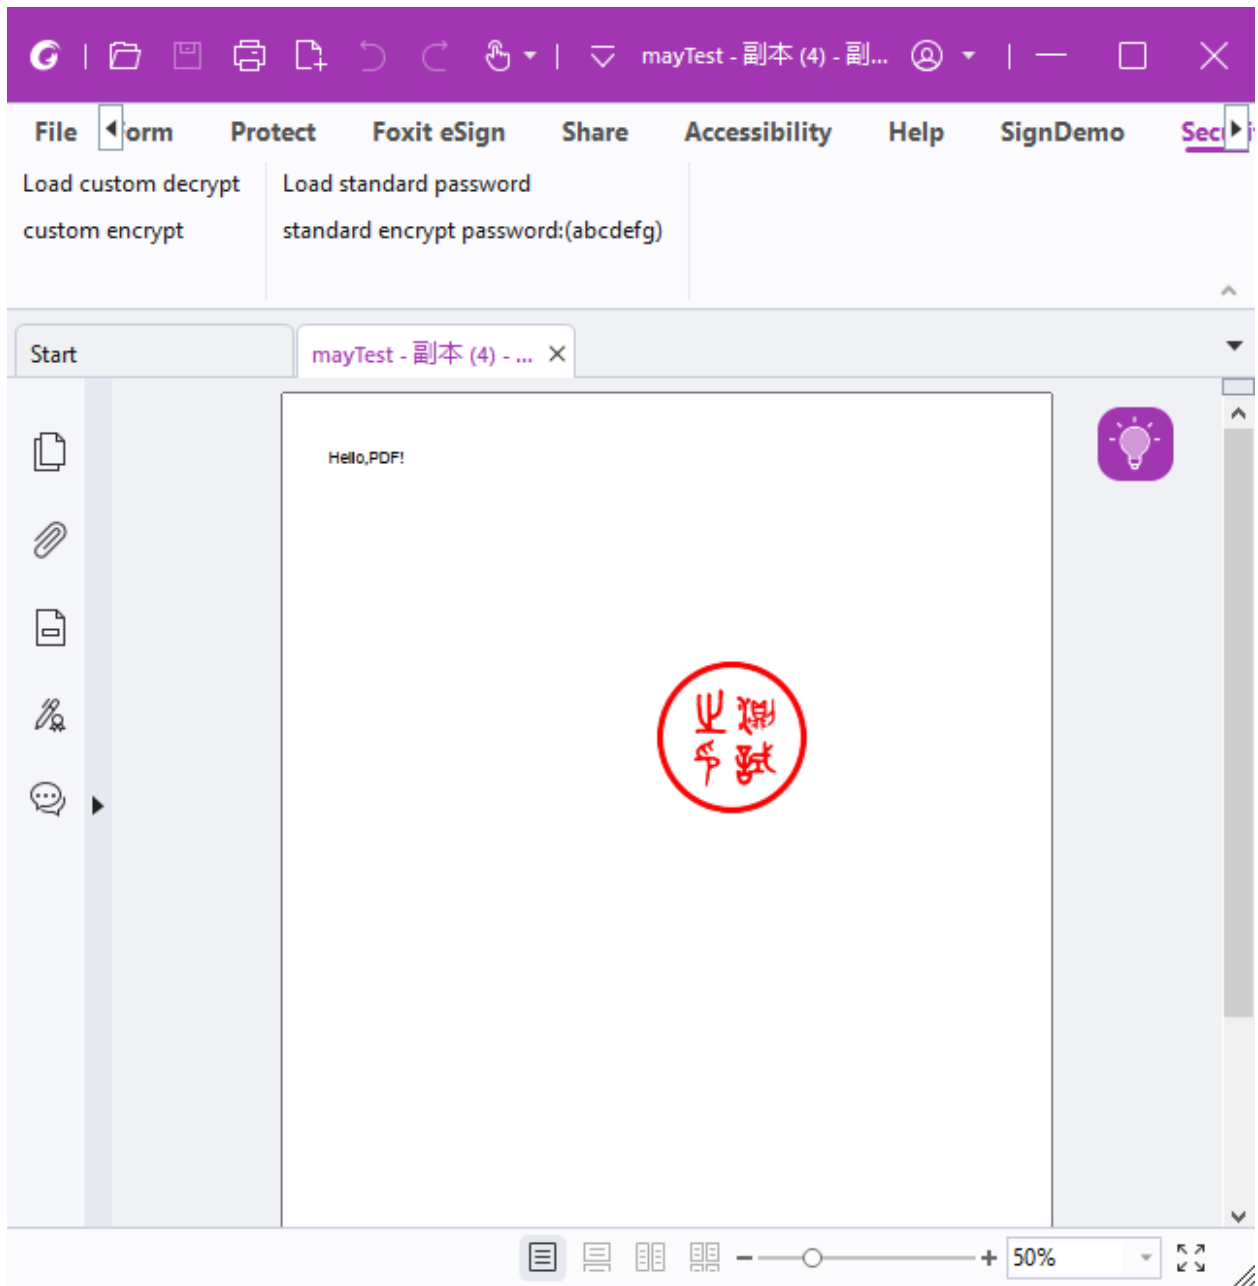 mayTest - 副本 (4) - 副...
File
orm
Protect
Foxit eSign
Share
Accessibility
Help
SignDemo
Load custom decrypt
Load standard password
custom encrypt
standard encrypt password:(abcdefg)
Start
mayTest - 副本 (4) - ...
Hello,PDF!
50%